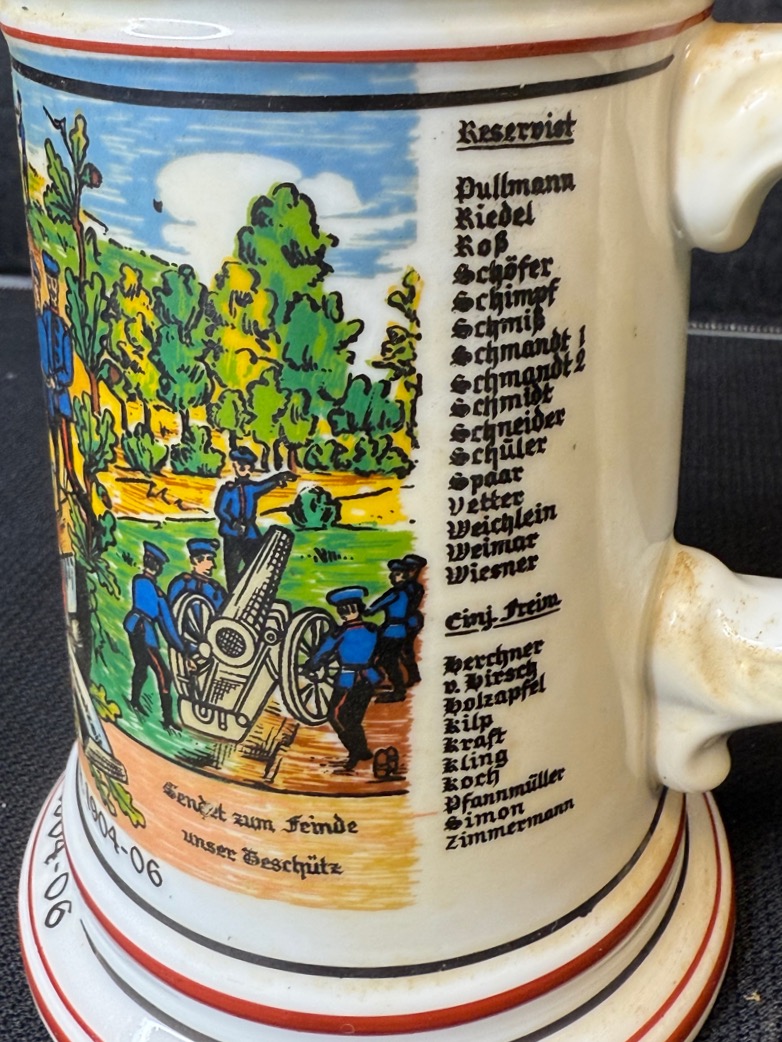 Reservist
Pullmann
Riedel
Roß
Schöfer
Schimpf
Schmiß
Schmandt 1
Schmandt 2
Schmidt
Schneider
Schüler
Spaar
Vetter
Weichlein
Weimar
Wiesner
Einj. Freiw.
Herchner
v. Hirsch
Holzapfel
Kilp
Kraft
Kling
Koch
Pfannmüller
Simon
Zimmermann
Sendet zum Feinde
unser Geschütz
1904-06
904-06